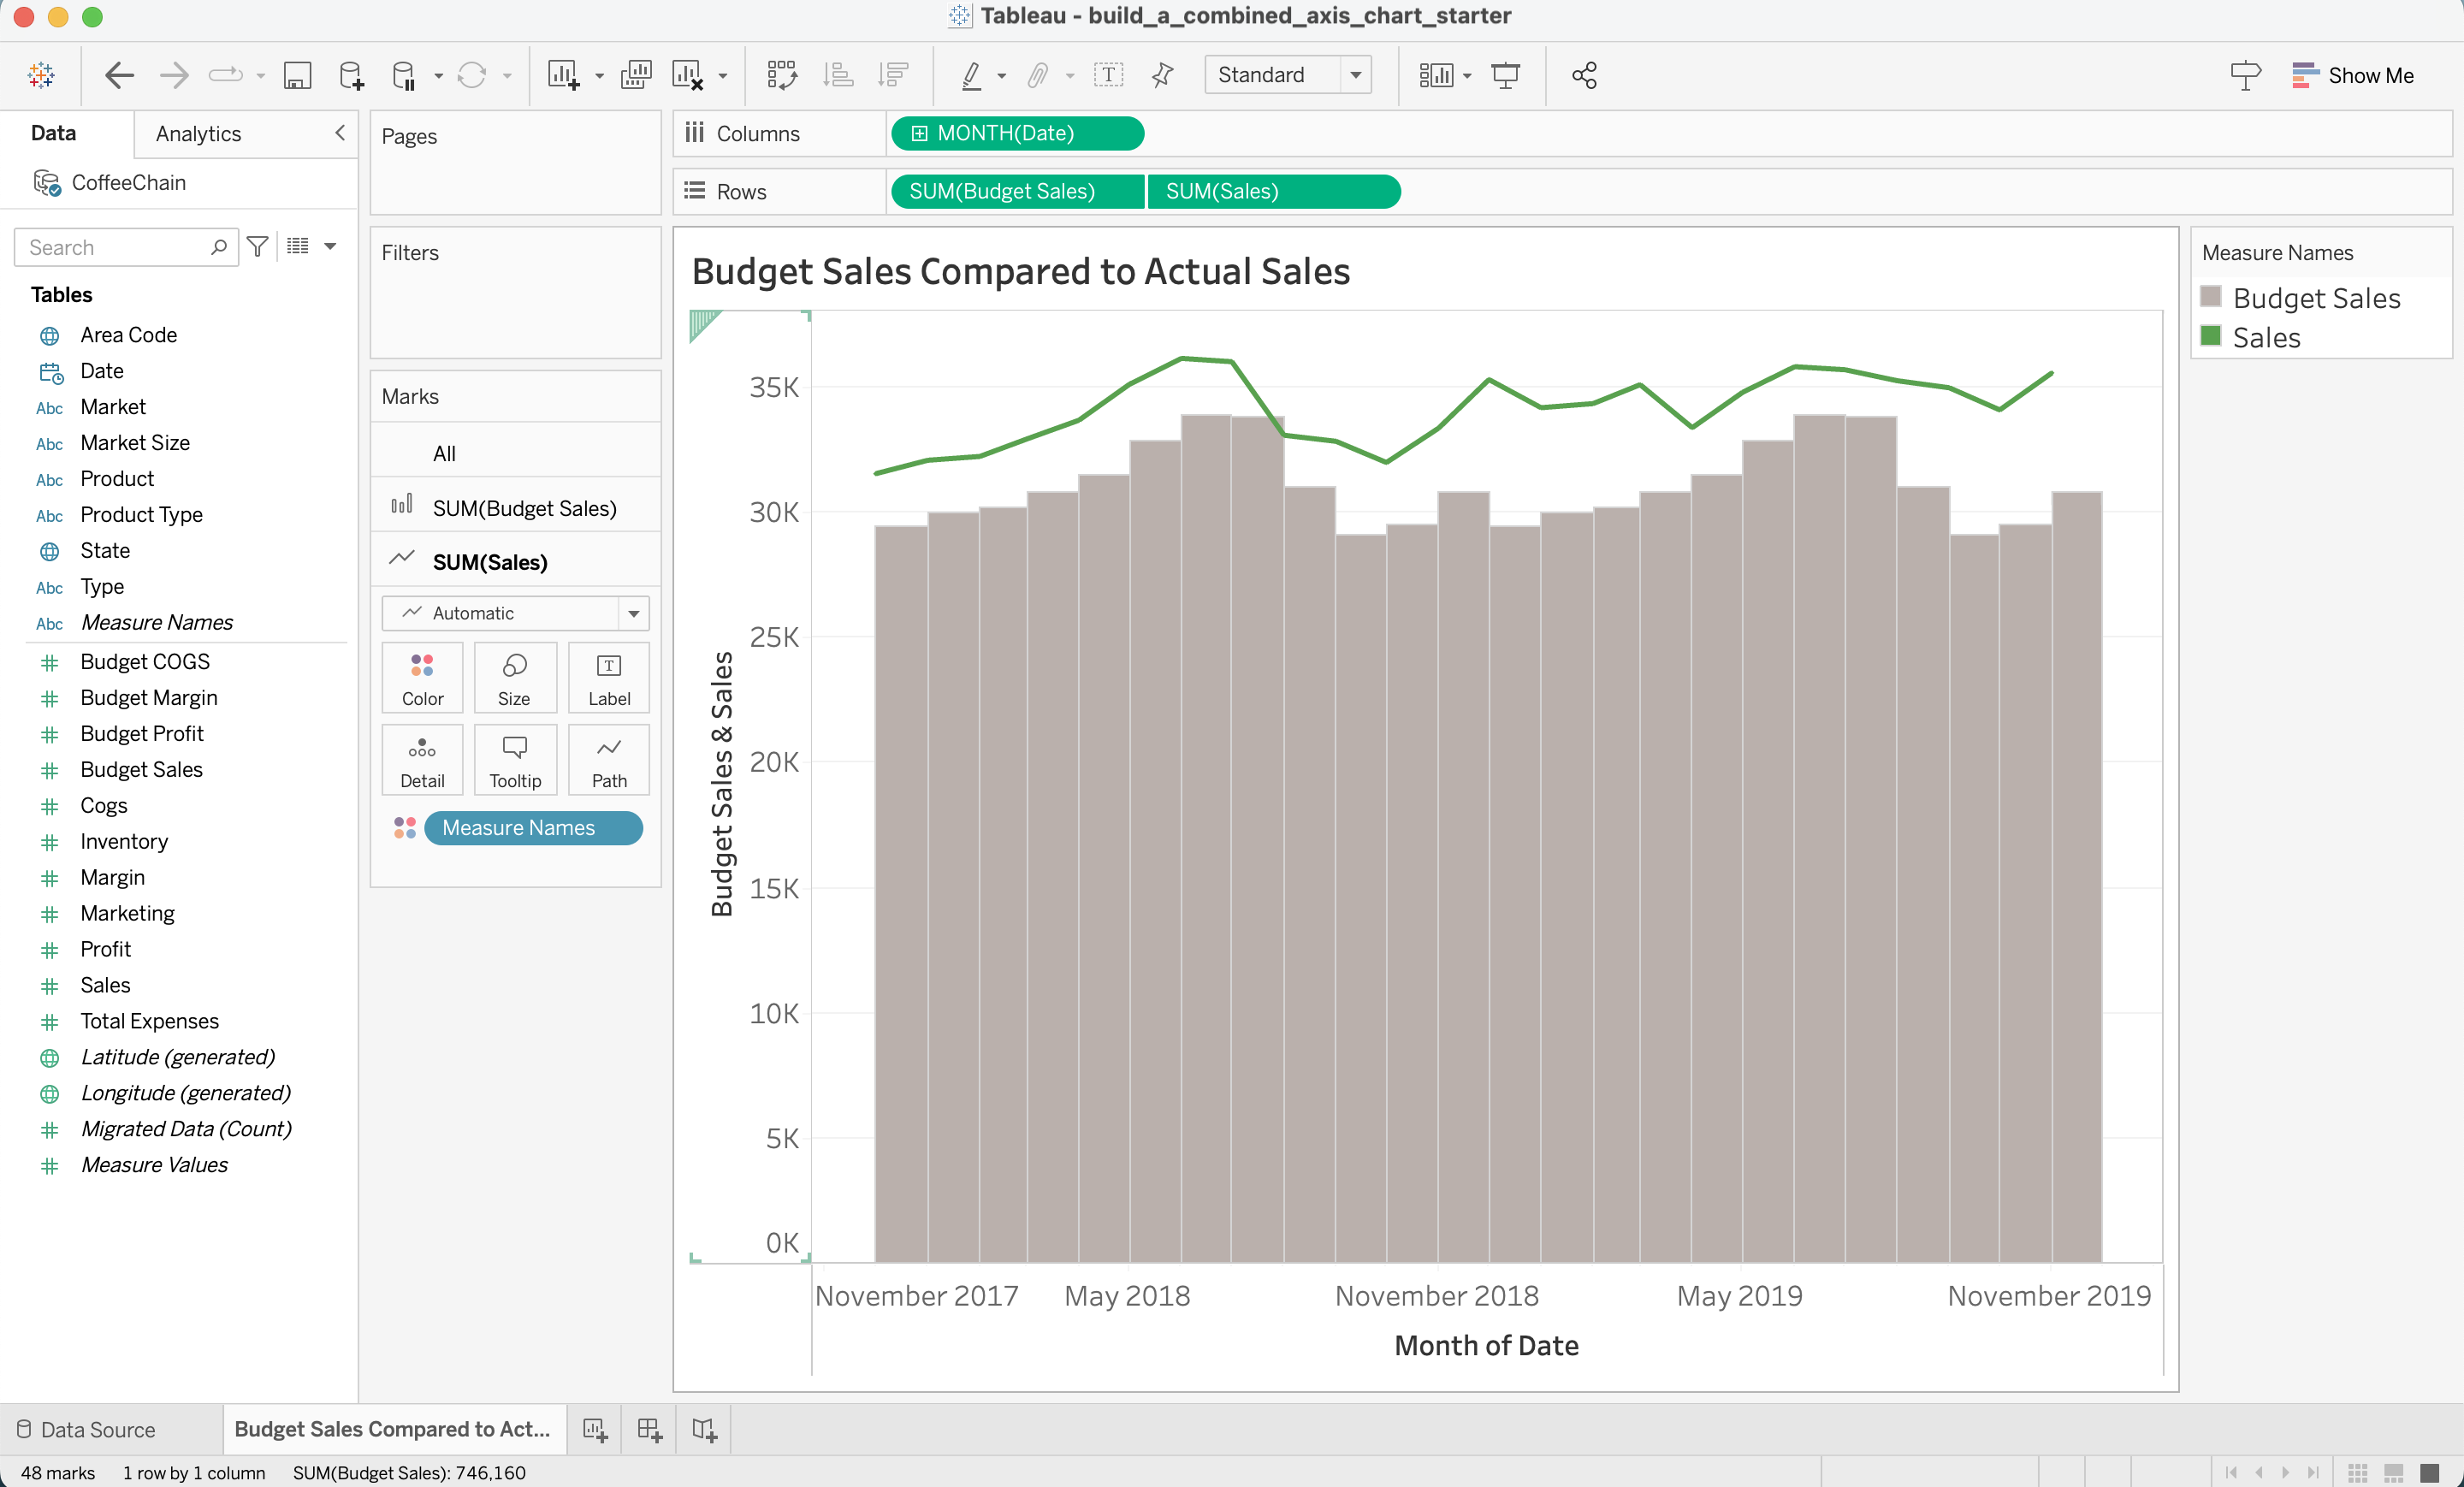 Tableau - build_a_combined_axis_chart_starter
Standard
Show Me
Data
Analytics
CoffeeChain
Search
Tables
Area Code
Date
Abc Market
Abc Market Size
Abc Product
Abc Product Type
State
Abc Type
Abc Measure Names
Budget COGS
Budget Margin
Budget Profit
Budget Sales
Cogs
Inventory
Margin
Marketing
Profit
Sales
Total Expenses
Latitude (generated)
Longitude (generated)
Migrated Data (Count)
Measure Values
Pages
Filters
Marks
All
SUM(Budget Sales)
SUM(Sales)
Automatic
Color Size Label
Detail Tooltip Path
Measure Names
Columns MONTH(Date)
Rows SUM(Budget Sales) SUM(Sales)
Budget Sales Compared to Actual Sales
Budget Sales & Sales
35K
30K
25K
20K
15K
10K
5K
0K
November 2017 May 2018 November 2018 May 2019 November 2019
Month of Date
Measure Names
Budget Sales
Sales
Data Source Budget Sales Compared to Act...
48 marks 1 row by 1 column SUM(Budget Sales): 746,160